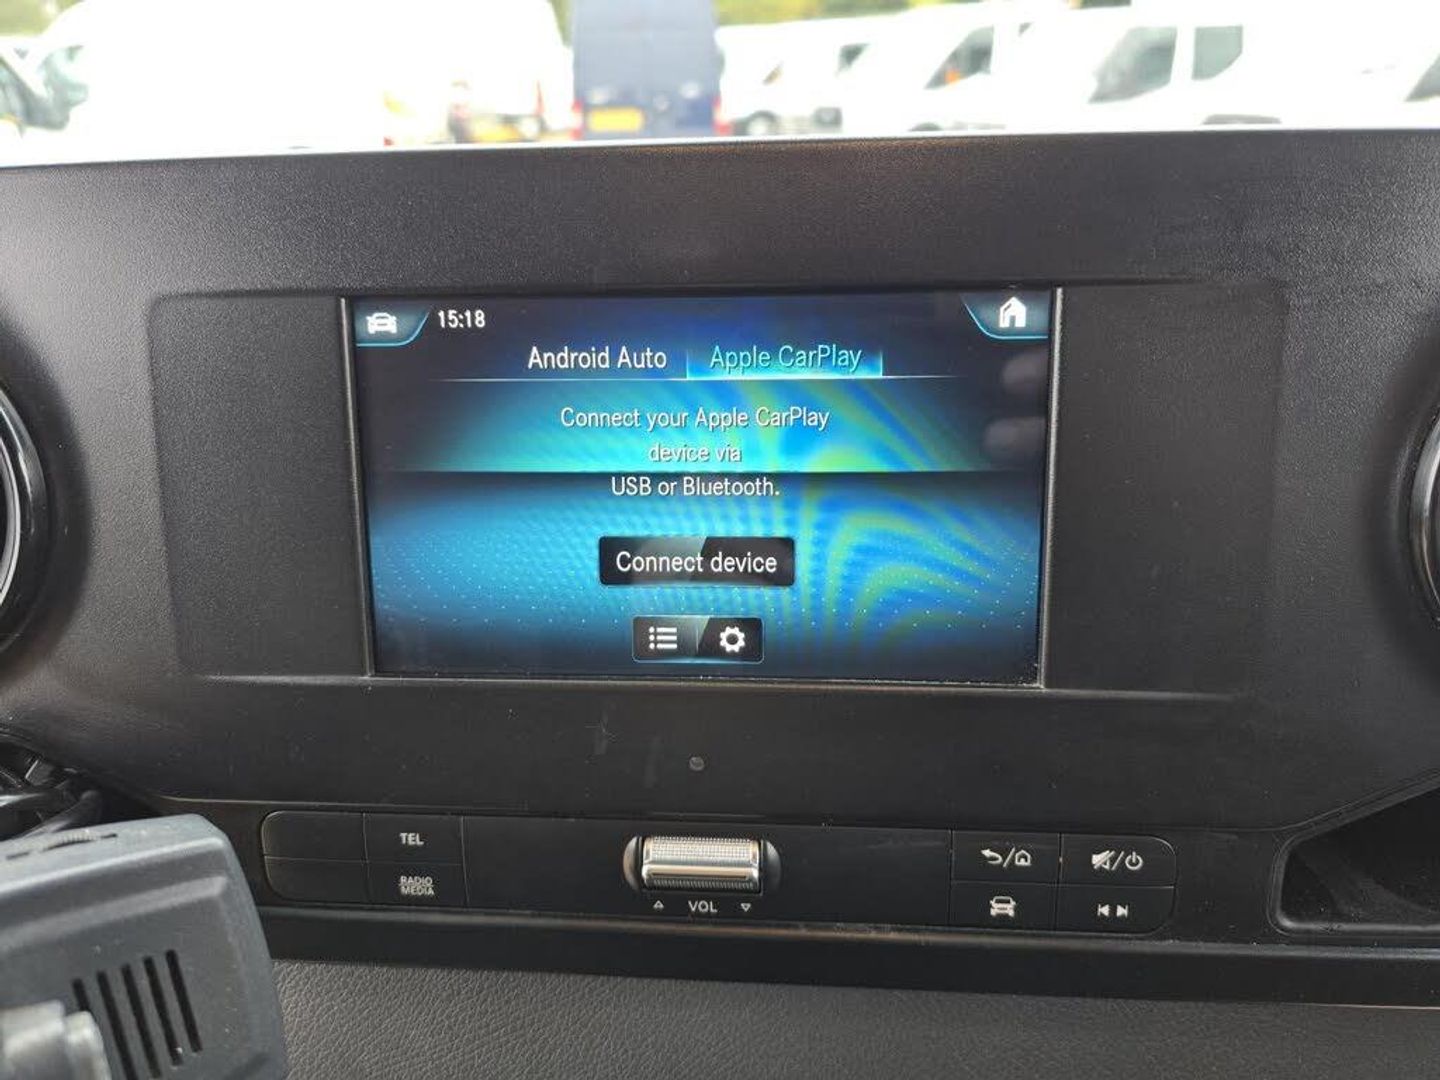 15:18
Android Auto
Apple CarPlay
Connect your Apple CarPlay
device via
USB or Bluetooth.
Connect device
TEL
RADIO
MEDIA
VOL